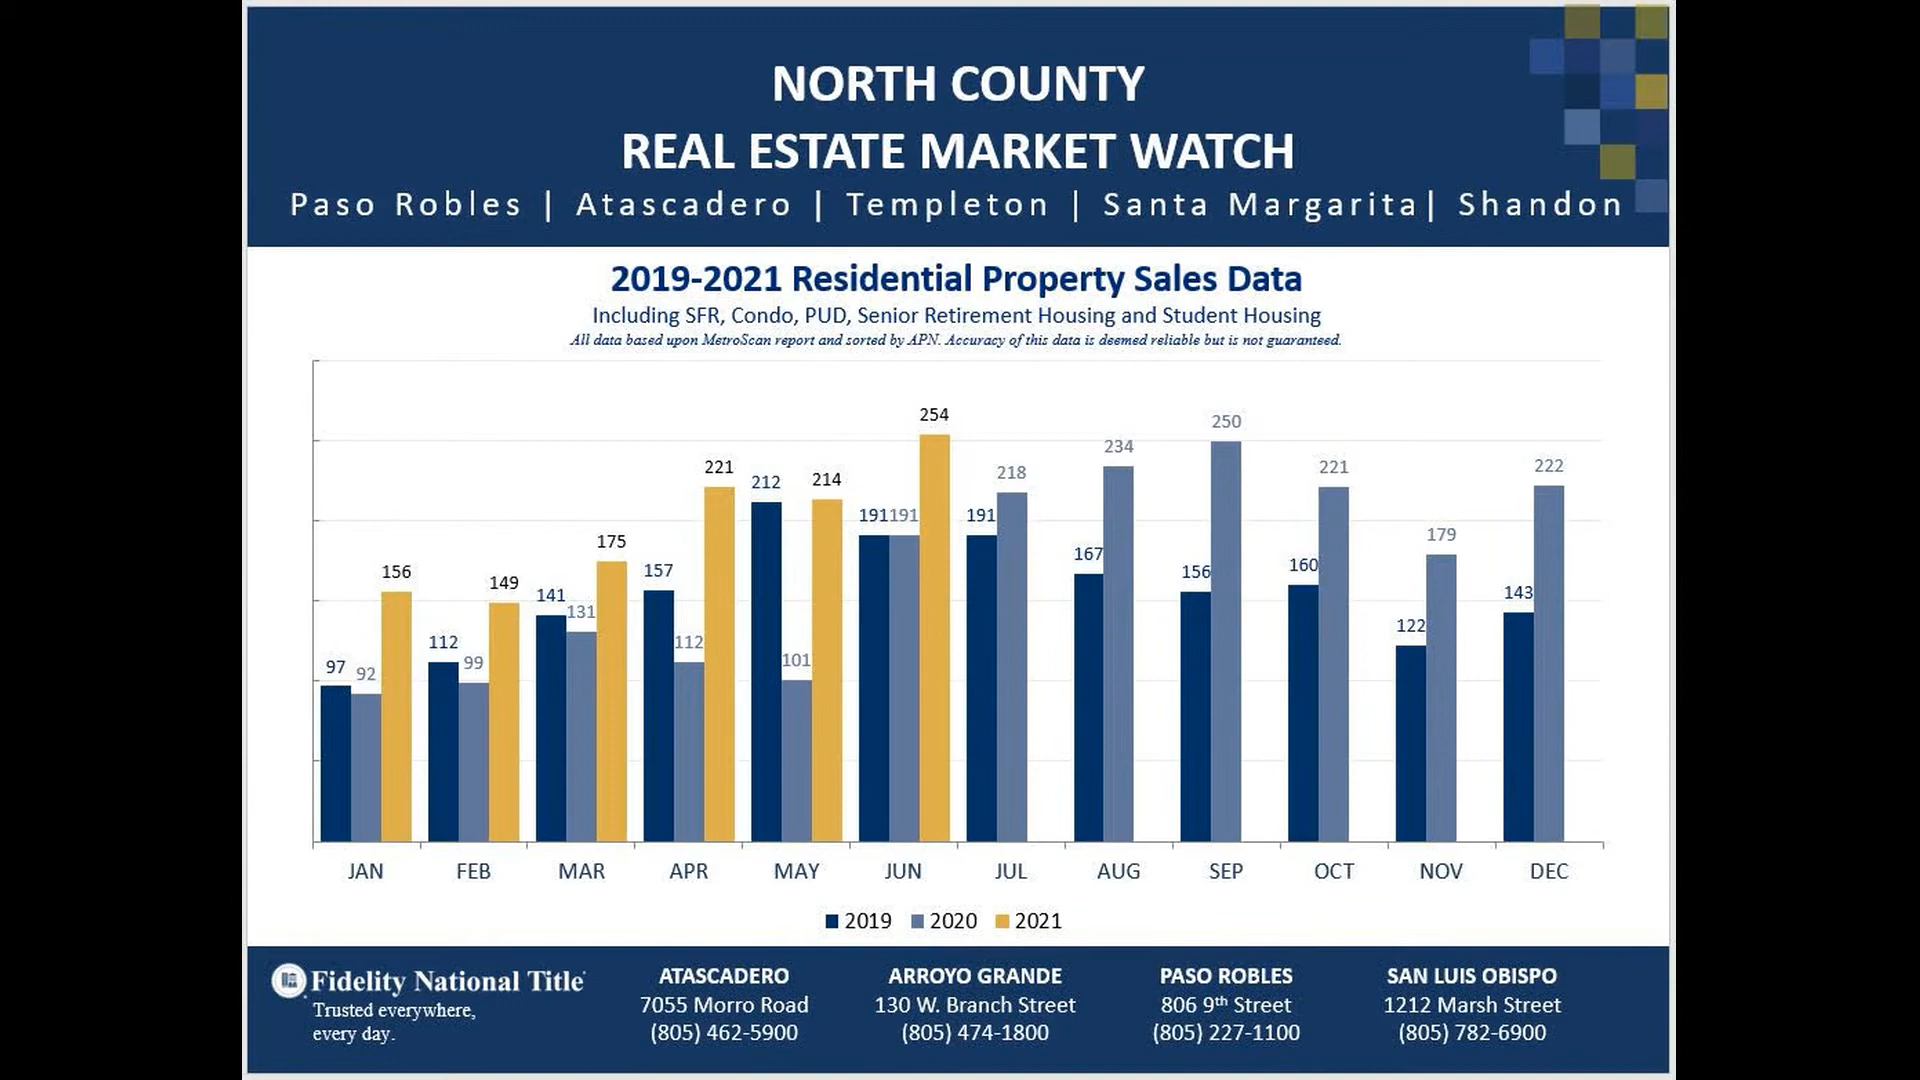 NORTH COUNTY
REAL ESTATE MARKET WATCH
Paso Robles | Atascadero | Templeton | Santa Margarita| Shandon
2019-2021 Residential Property Sales Data
Including SFR, Condo, PUD, Senior Retirement Housing and Student Housing
All data based upon MetroScan report and sorted by APN. Accuracy of this data is deemed reliable but is not guaranteed.
97 92 156
112 99 149
141 131 175
157 112 221
212 101 214
191 191 254
191 218
167 234
156 250
160 221
122 179
143 222
JAN FEB MAR APR MAY JUN JUL AUG SEP OCT NOV DEC
2019 2020 2021
Fidelity National Title
Trusted everywhere,
every day.
ATASCADERO
7055 Morro Road
(805) 462-5900
ARROYO GRANDE
130 W. Branch Street
(805) 474-1800
PASO ROBLES
806 9th Street
(805) 227-1100
SAN LUIS OBISPO
1212 Marsh Street
(805) 782-6900